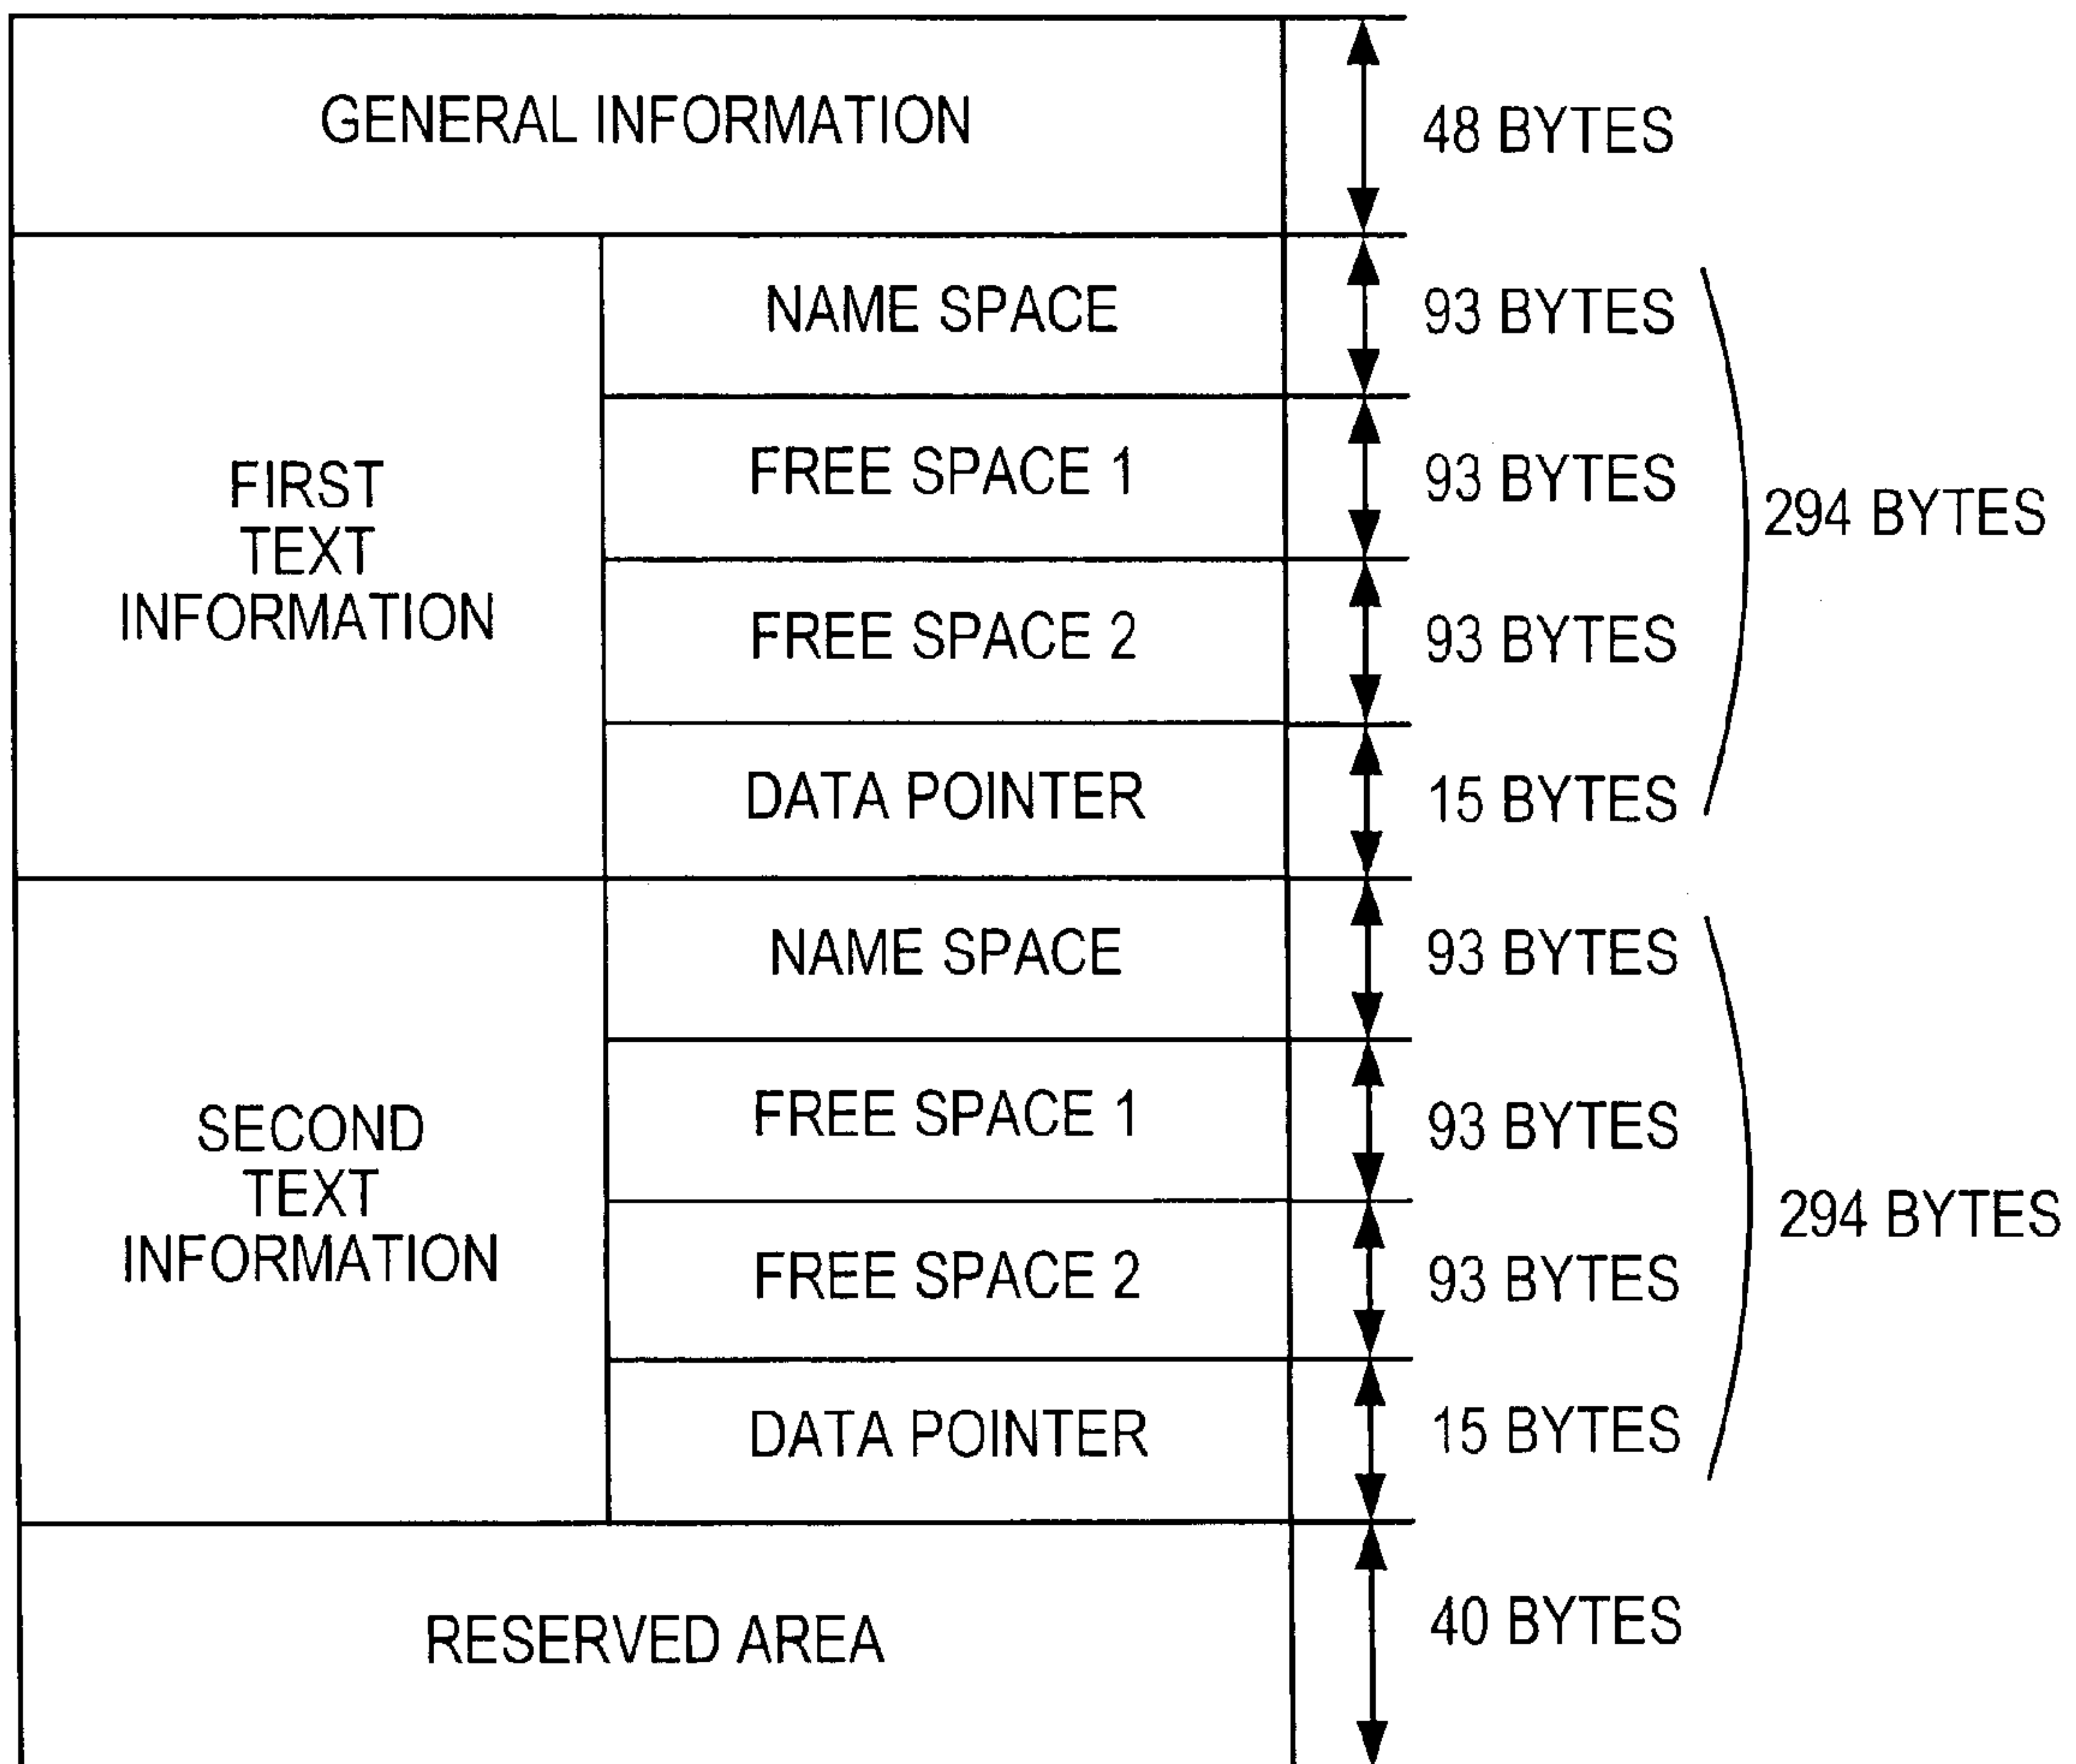 GENERAL INFORMATION
48 BYTES
FIRST
TEXT
INFORMATION
NAME SPACE
93 BYTES
FREE SPACE 1
93 BYTES
FREE SPACE 2
93 BYTES
DATA POINTER
15 BYTES
294 BYTES
SECOND
TEXT
INFORMATION
NAME SPACE
93 BYTES
FREE SPACE 1
93 BYTES
FREE SPACE 2
93 BYTES
DATA POINTER
15 BYTES
294 BYTES
RESERVED AREA
40 BYTES